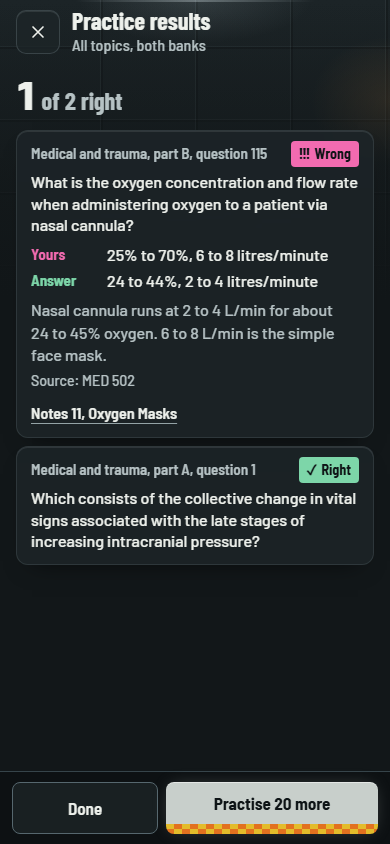 Practice results
All topics, both banks
1 of 2 right
Medical and trauma, part B, question 115
!!! Wrong
What is the oxygen concentration and flow rate
when administering oxygen to a patient via
nasal cannula?
Yours 25% to 70%, 6 to 8 litres/minute
Answer 24 to 44%, 2 to 4 litres/minute
Nasal cannula runs at 2 to 4 L/min for about
24 to 45% oxygen. 6 to 8 L/min is the simple
face mask.
Source: MED 502
Notes 11, Oxygen Masks
Medical and trauma, part A, question 1
✓ Right
Which consists of the collective change in vital
signs associated with the late stages of
increasing intracranial pressure?
Done
Practise 20 more